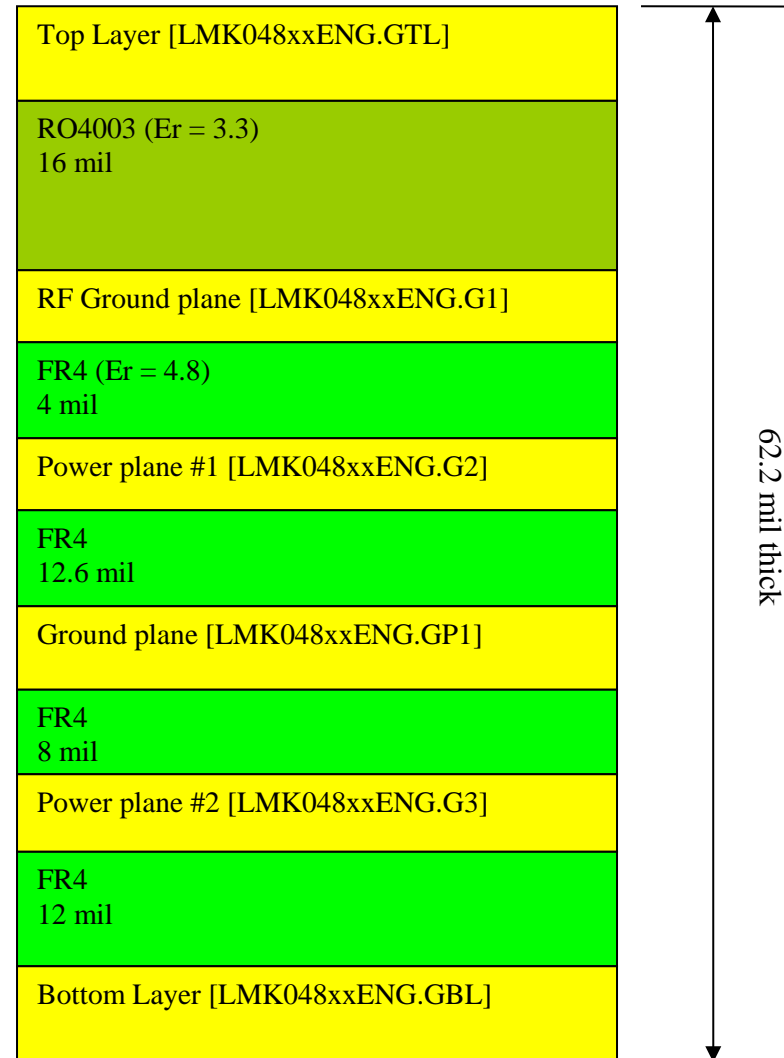 Top Layer [LMK048xxENG.GTL]
RO4003 (Er = 3.3)
16 mil
RF Ground plane [LMK048xxENG.G1]
FR4 (Er = 4.8)
4 mil
Power plane #1 [LMK048xxENG.G2]
FR4
12.6 mil
Ground plane [LMK048xxENG.GP1]
FR4
8 mil
Power plane #2 [LMK048xxENG.G3]
FR4
12 mil
Bottom Layer [LMK048xxENG.GBL]
62.2 mil thick